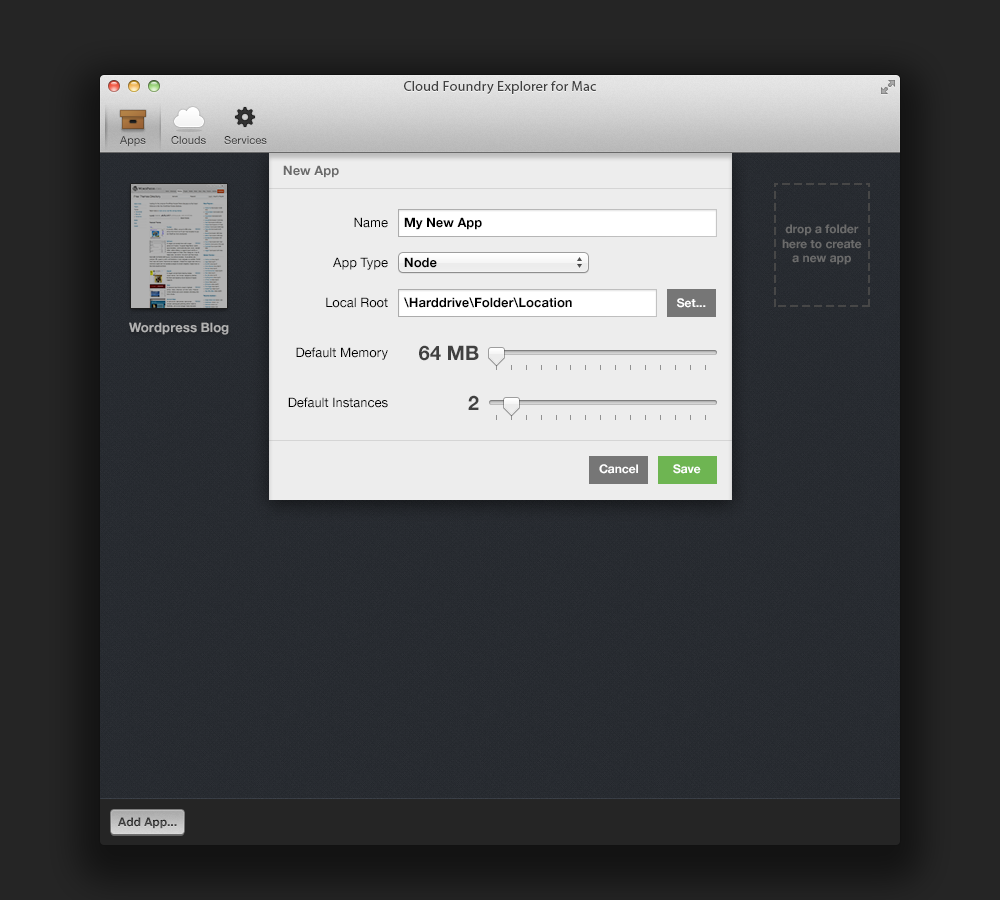 Cloud Foundry Explorer for Mac
Apps
Clouds
Services
New App
Name
My New App
App Type
Node
Local Root
\Harddrive\Folder\Location
Set...
Default Memory
64 MB
Default Instances
2
Cancel
Save
Wordpress Blog
drop a folder
here to create
a new app
Add App...